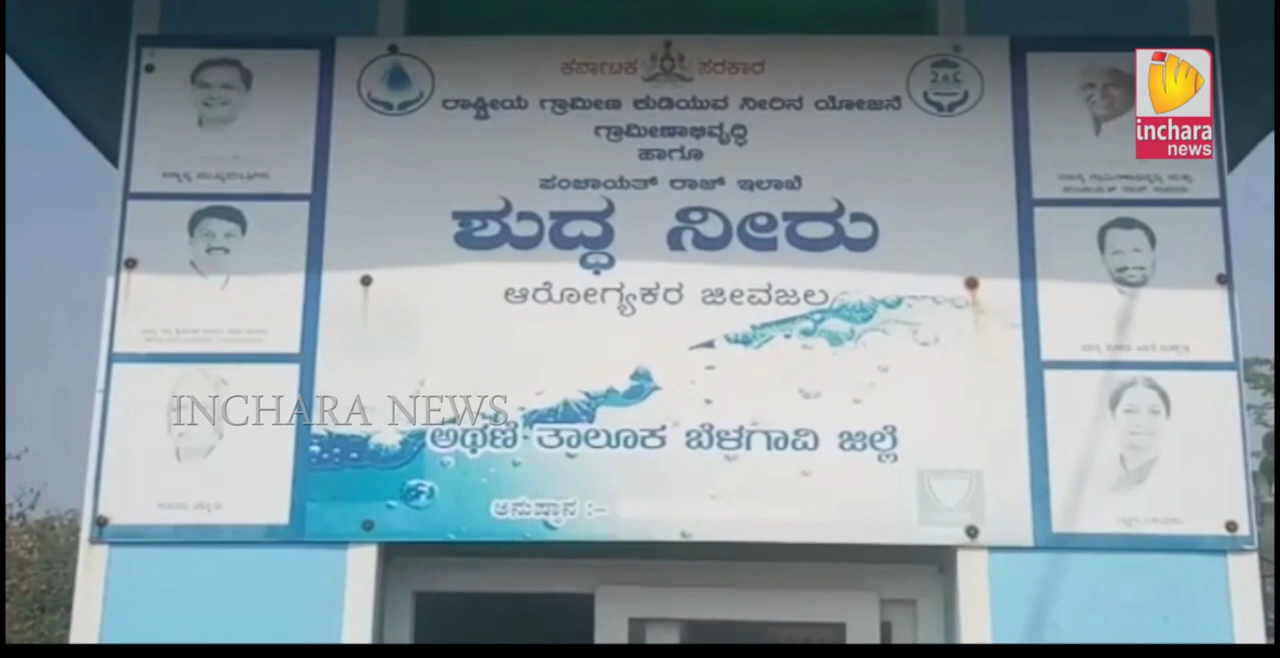 ಕರ್ನಾಟಕ ಸರಕಾರ
ರಾಷ್ಟ್ರೀಯ ಗ್ರಾಮೀಣ ಕುಡಿಯುವ ನೀರಿನ ಯೋಜನೆ
ಗ್ರಾಮೀಣಾಭಿವೃದ್ಧಿ
ಹಾಗೂ
ಪಂಚಾಯತ್ ರಾಜ್ ಇಲಾಖೆ
ಶುದ್ಧ ನೀರು
ಆರೋಗ್ಯಕರ ಜೀವಜಲ
ಅಥಣಿ ತಾಲೂಕ ಬೆಳಗಾವಿ ಜಿಲ್ಲೆ
ಅನುಷ್ಠಾನ :-
INCHARA NEWS
inchara
news